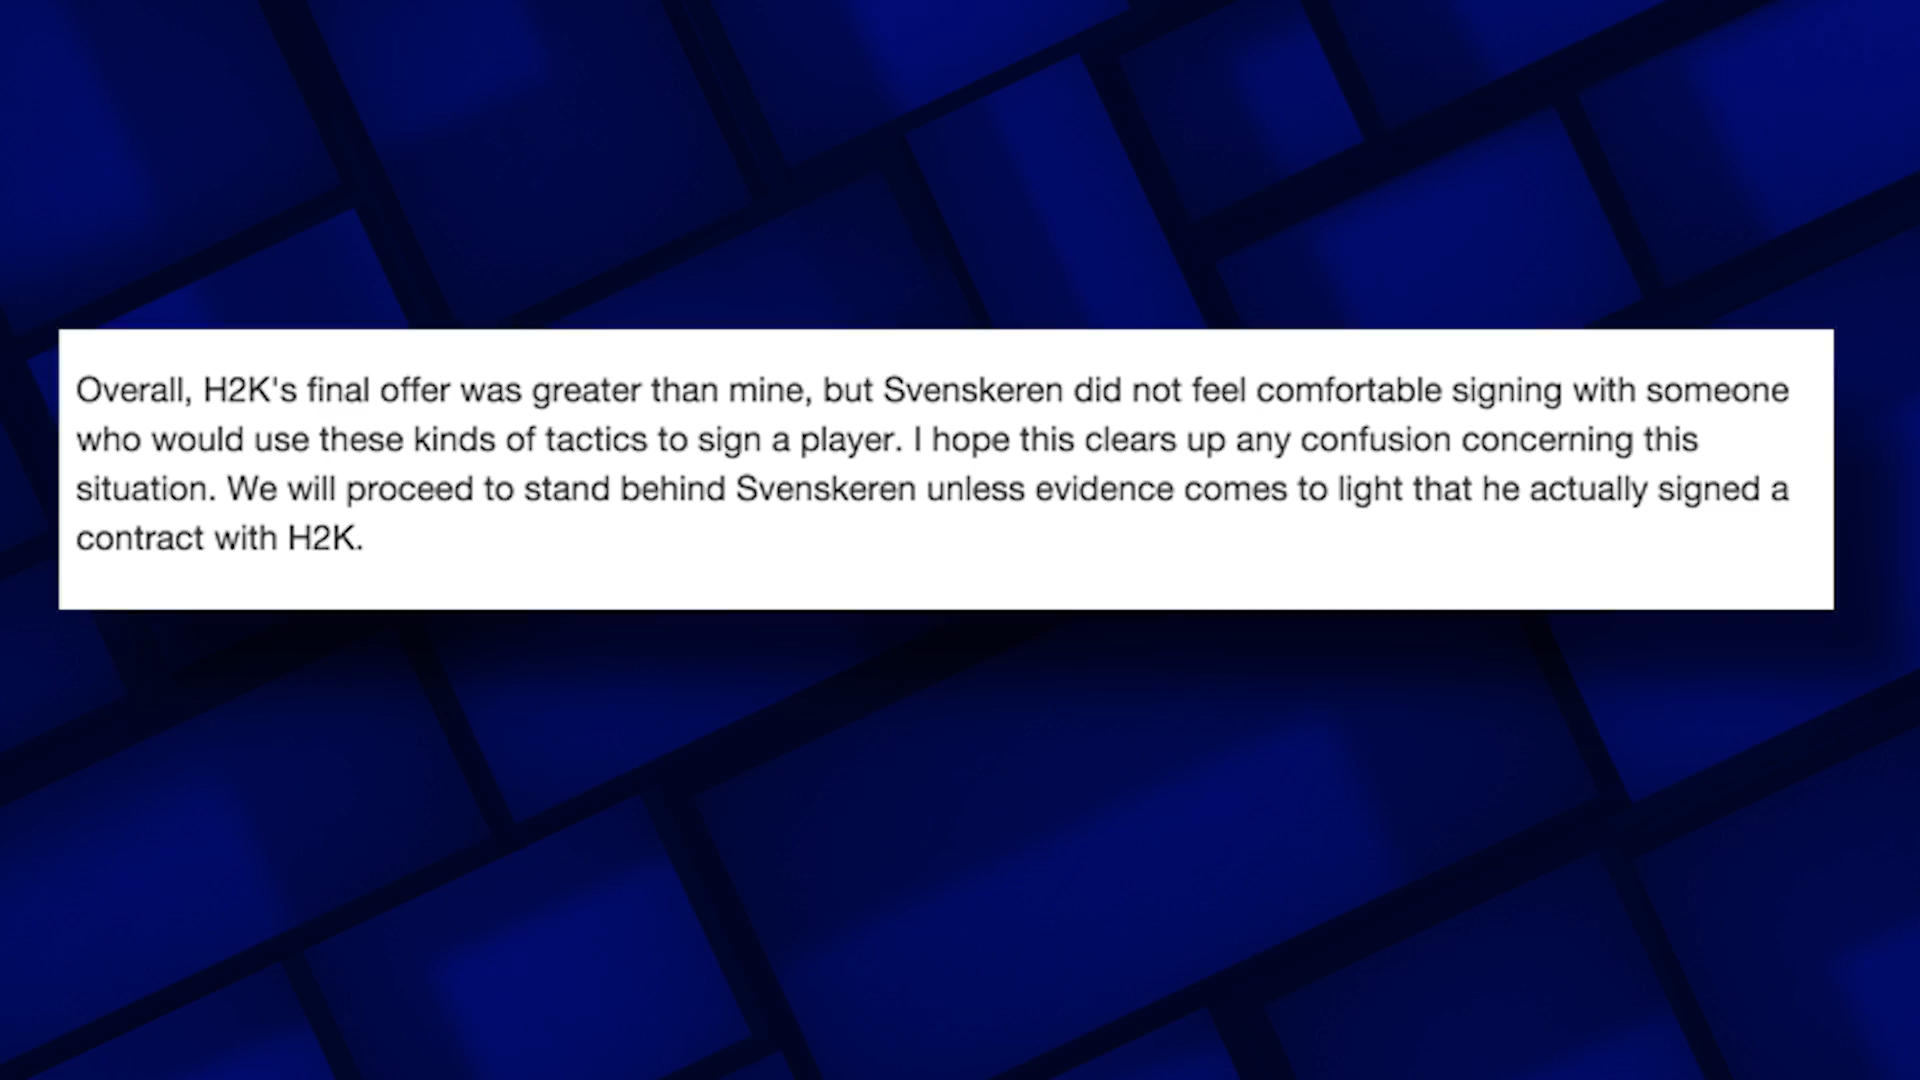 Overall, H2K's final offer was greater than mine, but Svenskeren did not feel comfortable signing with someone
who would use these kinds of tactics to sign a player. I hope this clears up any confusion concerning this
situation. We will proceed to stand behind Svenskeren unless evidence comes to light that he actually signed a
contract with H2K.